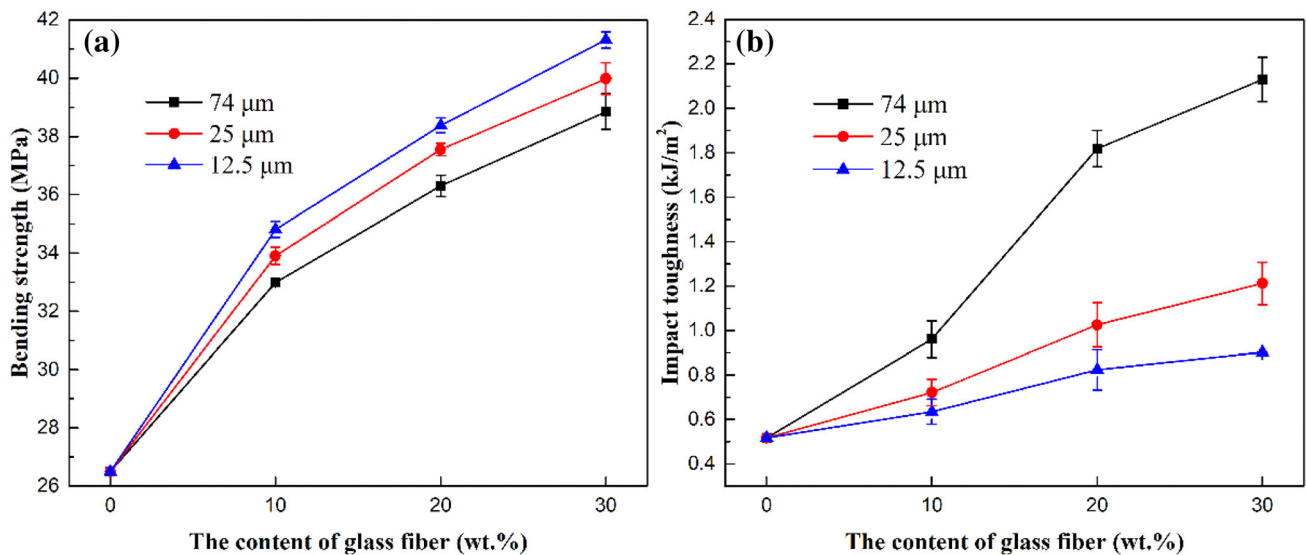 (a)
Bending strength (MPa)
42
40
38
36
34
32
30
28
26
74 μm
25 μm
12.5 μm
0 10 20 30
The content of glass fiber (wt.%)
(b)
Impact toughness (kJ/m²)
2.4
2.2
2.0
1.8
1.6
1.4
1.2
1.0
0.8
0.6
0.4
74 μm
25 μm
12.5 μm
0 10 20 30
The content of glass fiber (wt.%)